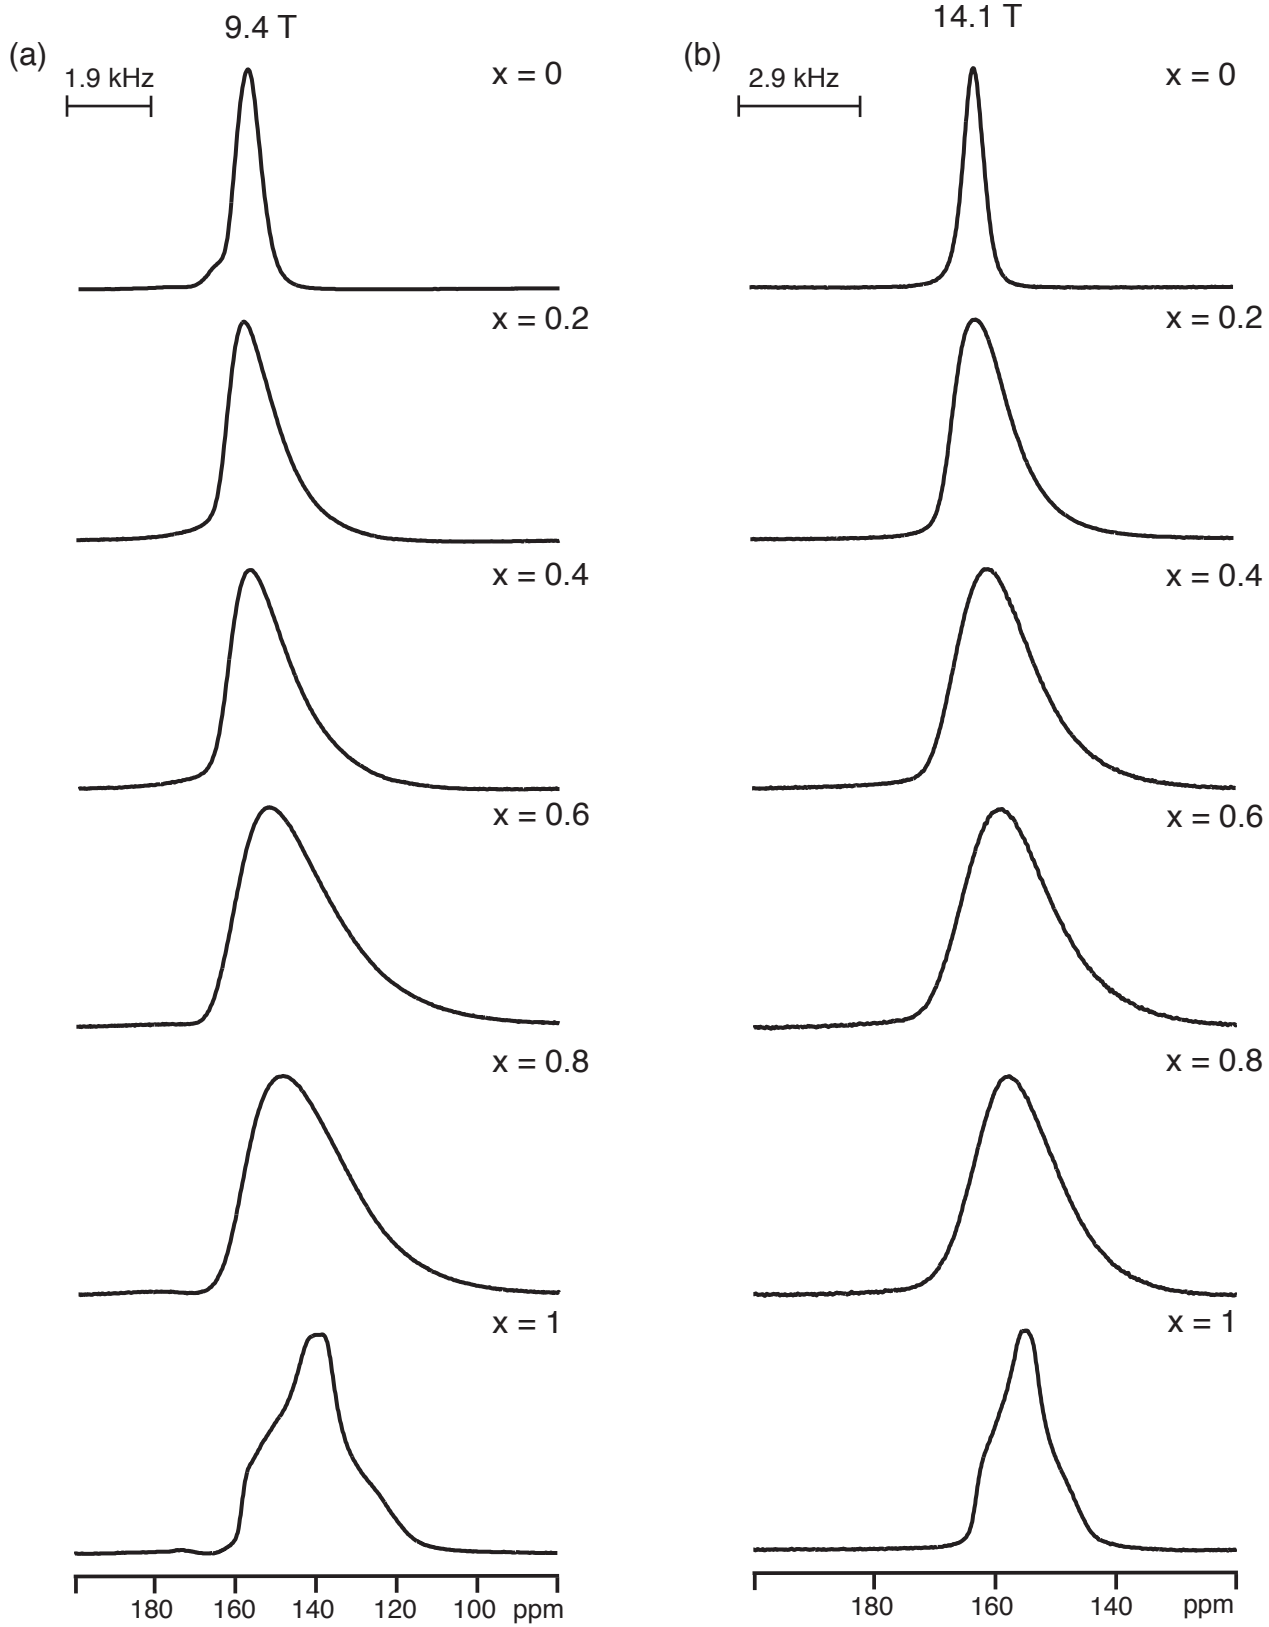 9.4 T
14.1 T
(a)
(b)
1.9 kHz
x = 0
2.9 kHz
x = 0
x = 0.2
x = 0.2
x = 0.4
x = 0.4
x = 0.6
x = 0.6
x = 0.8
x = 0.8
x = 1
x = 1
180 160 140 120 100 ppm
180 160 140 ppm